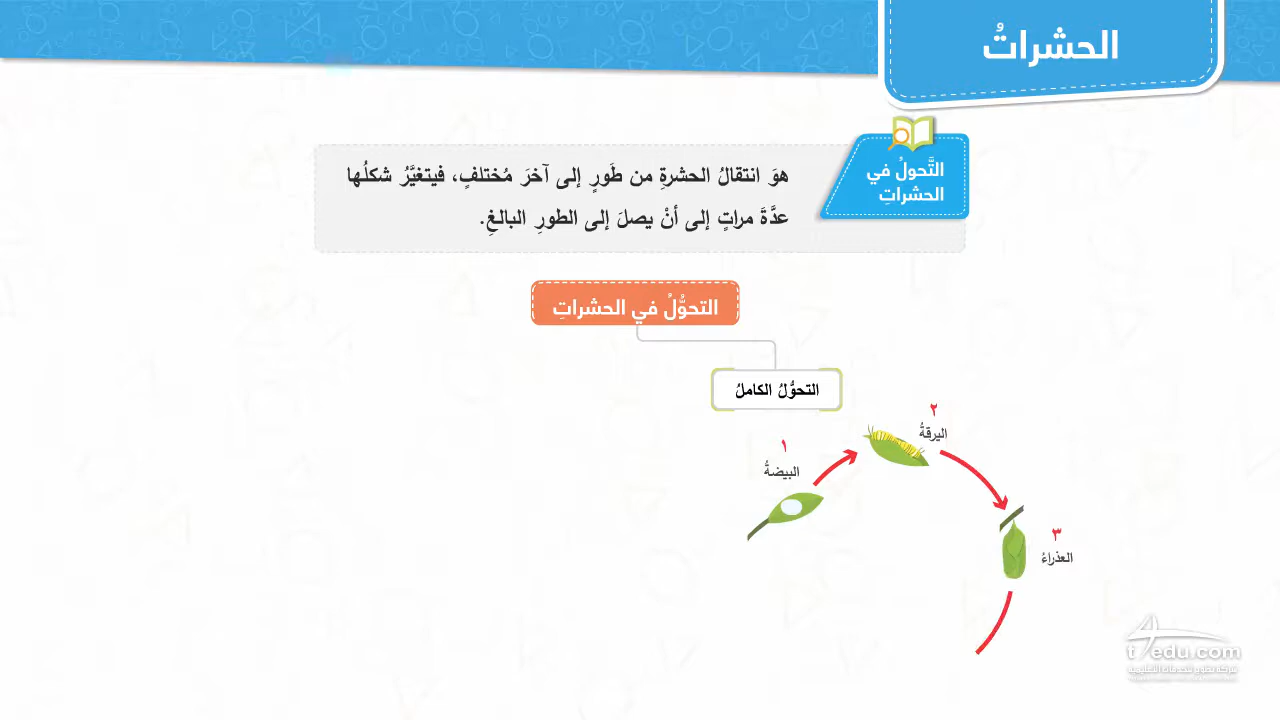 الحشراتُ
التَّحولُ في
الحشراتِ
هوَ انتقالُ الحشرةِ من طَورٍ إلى آخرَ مُختلفٍ، فيتغيَّرُ شكلُها
عدَّةَ مراتٍ إلى أنْ يصلَ إلى الطورِ البالغِ.
التحوُّلُ في الحشراتِ
التحوُّلُ الكاملُ
١
البيضةُ
٢
اليرقةُ
٣
العذراءُ
t4edu.com